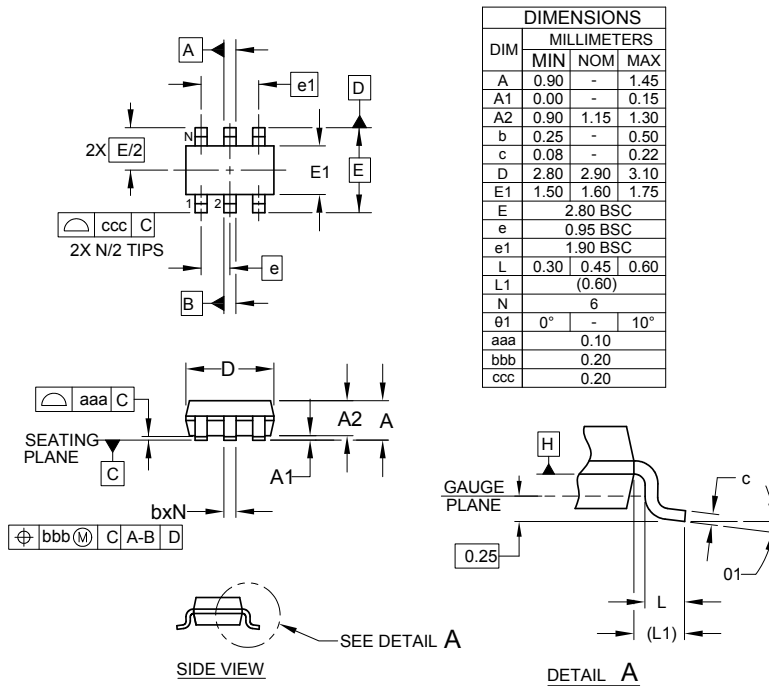 A
e1
D
N
2X E/2
E1
E
1
2
ccc C
2X N/2 TIPS
e
B
DIMENSIONS
DIM MILLIMETERS
MIN NOM MAX
A 0.90 - 1.45
A1 0.00 - 0.15
A2 0.90 1.15 1.30
b 0.25 - 0.50
c 0.08 - 0.22
D 2.80 2.90 3.10
E1 1.50 1.60 1.75
E 2.80 BSC
e 0.95 BSC
e1 1.90 BSC
L 0.30 0.45 0.60
L1 (0.60)
N 6
θ1 0° - 10°
aaa 0.10
bbb 0.20
ccc 0.20
D
aaa C
A2 A
SEATING
PLANE
C
A1
bxN
⌖ bbb Ⓜ C A-B D
SEE DETAIL A
SIDE VIEW
H
GAUGE
PLANE
c
0.25
01
L
(L1)
DETAIL A